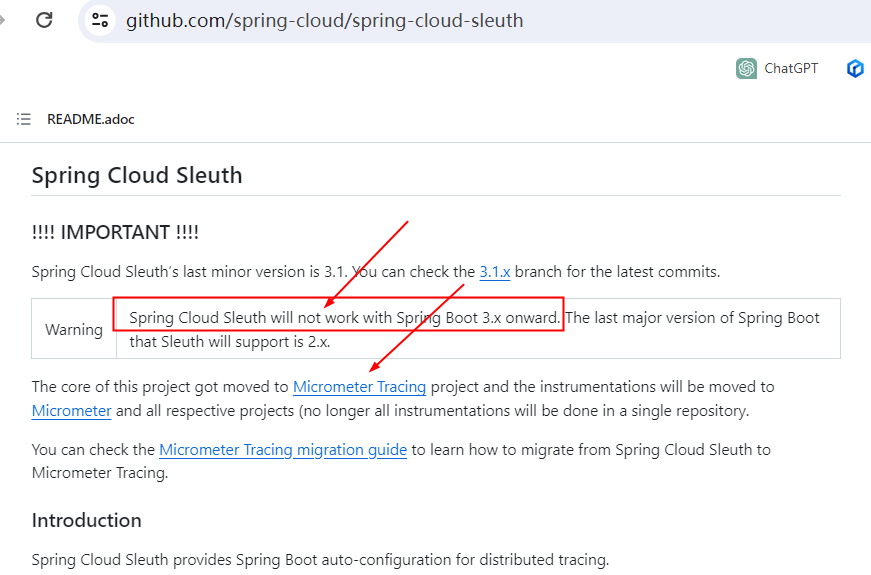 github.com/spring-cloud/spring-cloud-sleuth
ChatGPT
README.adoc
Spring Cloud Sleuth
!!!! IMPORTANT !!!!
Spring Cloud Sleuth’s last minor version is 3.1. You can check the 3.1.x branch for the latest commits.
Warning
Spring Cloud Sleuth will not work with Spring Boot 3.x onward. The last major version of Spring Boot
that Sleuth will support is 2.x.
The core of this project got moved to Micrometer Tracing project and the instrumentations will be moved to
Micrometer and all respective projects (no longer all instrumentations will be done in a single repository.
You can check the Micrometer Tracing migration guide to learn how to migrate from Spring Cloud Sleuth to
Micrometer Tracing.
Introduction
Spring Cloud Sleuth provides Spring Boot auto-configuration for distributed tracing.